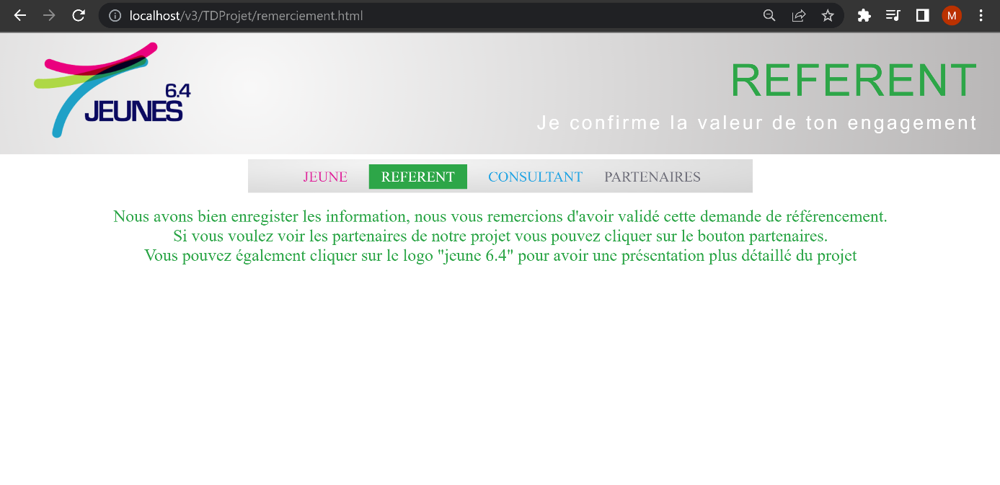 localhost/v3/TDProjet/remerciement.html
M
6.4
JEUNES
REFERENT
Je confirme la valeur de ton engagement
JEUNE REFERENT CONSULTANT PARTENAIRES
Nous avons bien enregister les information, nous vous remercions d'avoir validé cette demande de référencement.
Si vous voulez voir les partenaires de notre projet vous pouvez cliquer sur le bouton partenaires.
Vous pouvez également cliquer sur le logo "jeune 6.4" pour avoir une présentation plus détaillé du projet